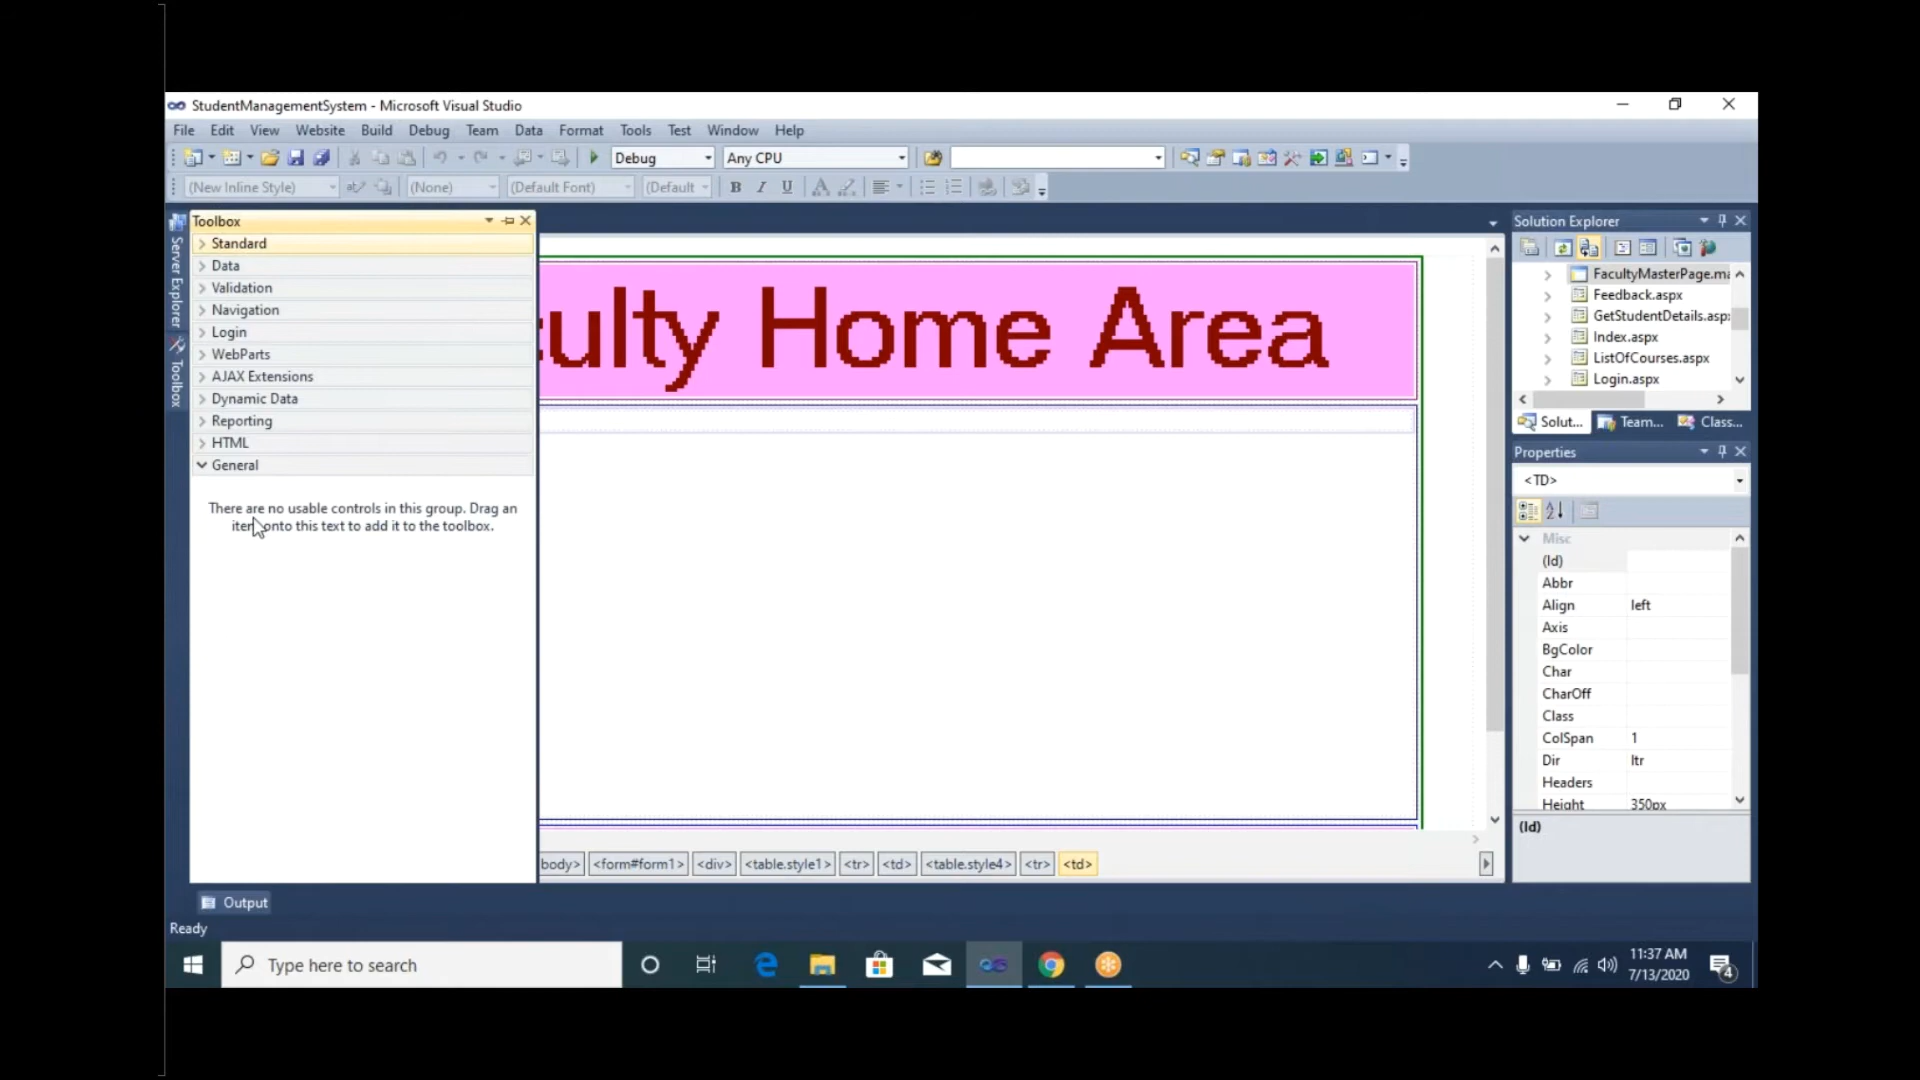 StudentManagementSystem - Microsoft Visual Studio
File Edit View Website Build Debug Team Data Format Tools Test Window Help
Debug Any CPU
(New Inline Style) (None) (Default Font) (Default B I U
Server Explorer
Toolbox
Toolbox
Standard
Data
Validation
Navigation
Login
WebParts
AJAX Extensions
Dynamic Data
Reporting
HTML
General
There are no usable controls in this group. Drag an
item onto this text to add it to the toolbox.
culty Home Area
body> <form#form1> <div> <table.style1> <tr> <td> <table.style4> <tr> <td>
Solution Explorer
FacultyMasterPage.ma
Feedback.aspx
GetStudentDetails.asp
Index.aspx
ListOfCourses.aspx
Login.aspx
Solut... Team... Class...
Properties
<TD>
Misc
(Id)
Abbr
Align left
Axis
BgColor
Char
CharOff
Class
ColSpan 1
Dir ltr
Headers
Height 350px
(Id)
Output
Ready
Type here to search
11:37 AM
7/13/2020
4